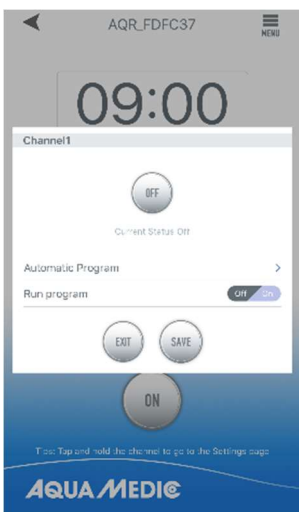 AQR_FDFC37
MENU
09:00
Channel1
OFF
Current Status Off
Automatic Program >
Run program Off On
EXIT SAVE
ON
Tips: Tap and hold the channel to go to the Settings page
AQUA MEDIC